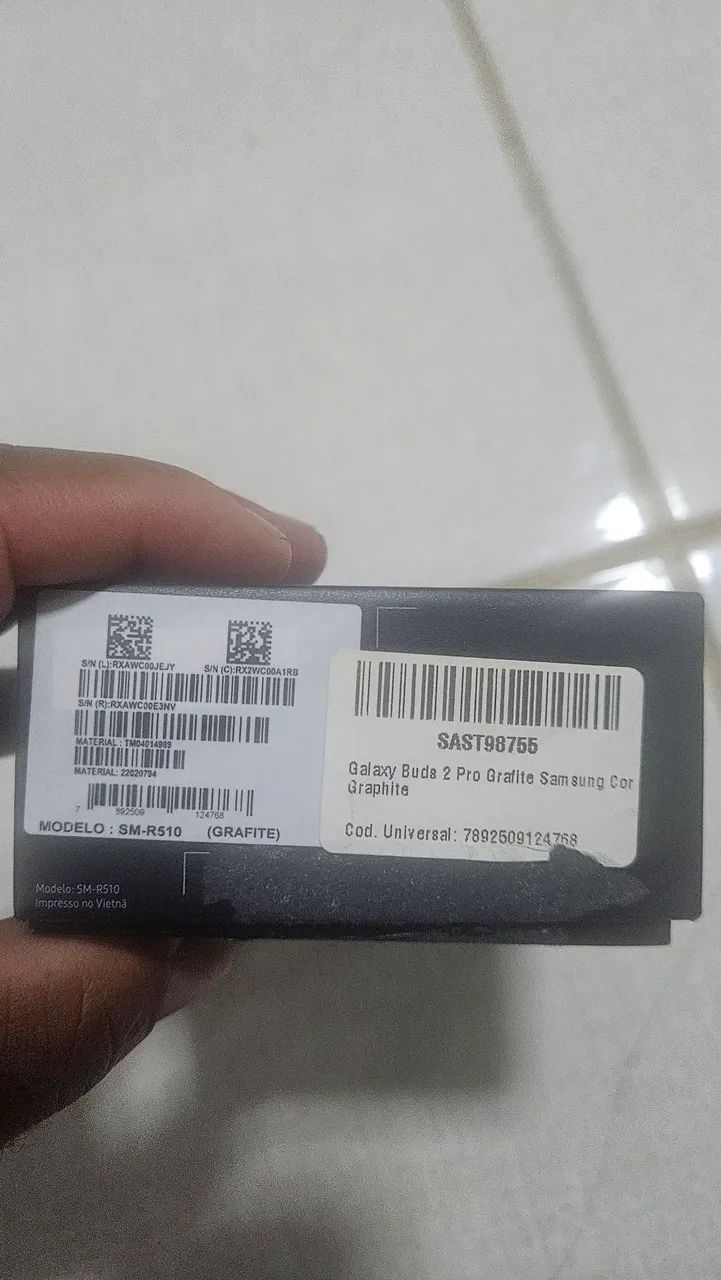 S/N (L):RXAWC00JEJY
S/N (C):RX2WC00A1RB
S/N (R):RXAWC00E3NV
MATERIAL : TM04014989
MATERIAL: 22020794
7 892509 124768
MODELO : SM-R510 (GRAFITE)
Modelo: SM-R510
Impresso no Vietnã
SAST98755
Galaxy Buds 2 Pro Grafite Samsung Cor
Graphite
Cod. Universal: 7892509124768